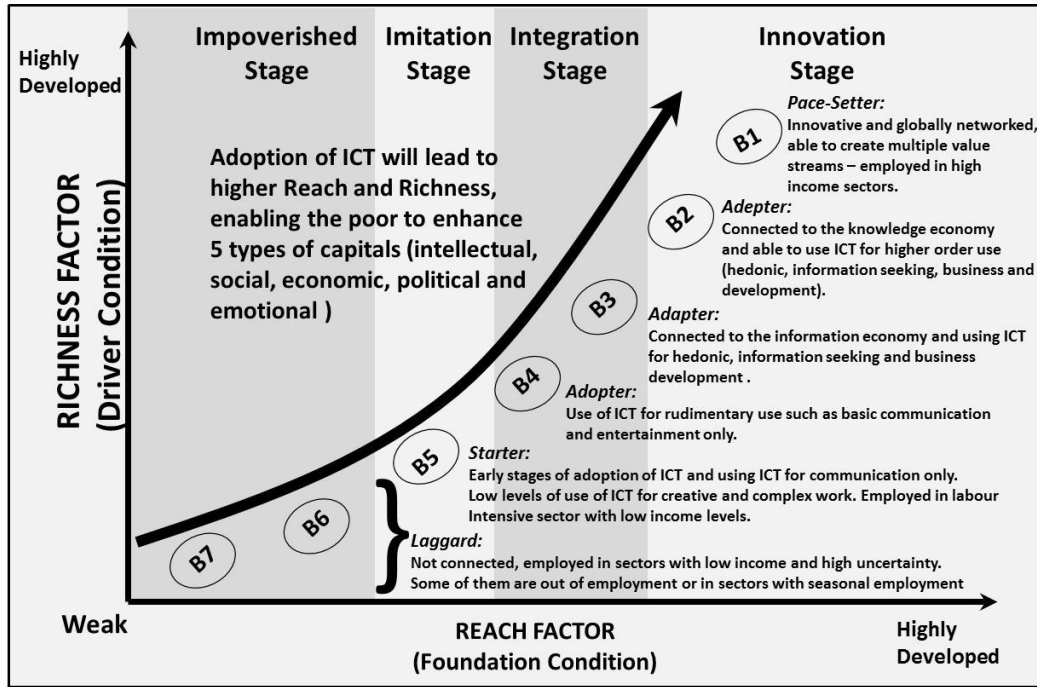 Highly
Developed
Impoverished
Stage
Imitation
Stage
Integration
Stage
Innovation
Stage
RICHNESS FACTOR
(Driver Condition)
Adoption of ICT will lead to
higher Reach and Richness,
enabling the poor to enhance
5 types of capitals (intellectual,
social, economic, political and
emotional )
B1
Pace-Setter:
Innovative and globally networked,
able to create multiple value
streams – employed in high
income sectors.
B2
Adepter:
Connected to the knowledge economy
and able to use ICT for higher order use
(hedonic, information seeking, business and
development).
B3
Adapter:
Connected to the information economy and using ICT
for hedonic, information seeking and business
development .
B4
Adopter:
Use of ICT for rudimentary use such as basic communication
and entertainment only.
B5
Starter:
Early stages of adoption of ICT and using ICT for communication only.
Low levels of use of ICT for creative and complex work. Employed in labour
Intensive sector with low income levels.
B6
B7
}
Laggard:
Not connected, employed in sectors with low income and high uncertainty.
Some of them are out of employment or in sectors with seasonal employment
Weak
REACH FACTOR
(Foundation Condition)
Highly
Developed